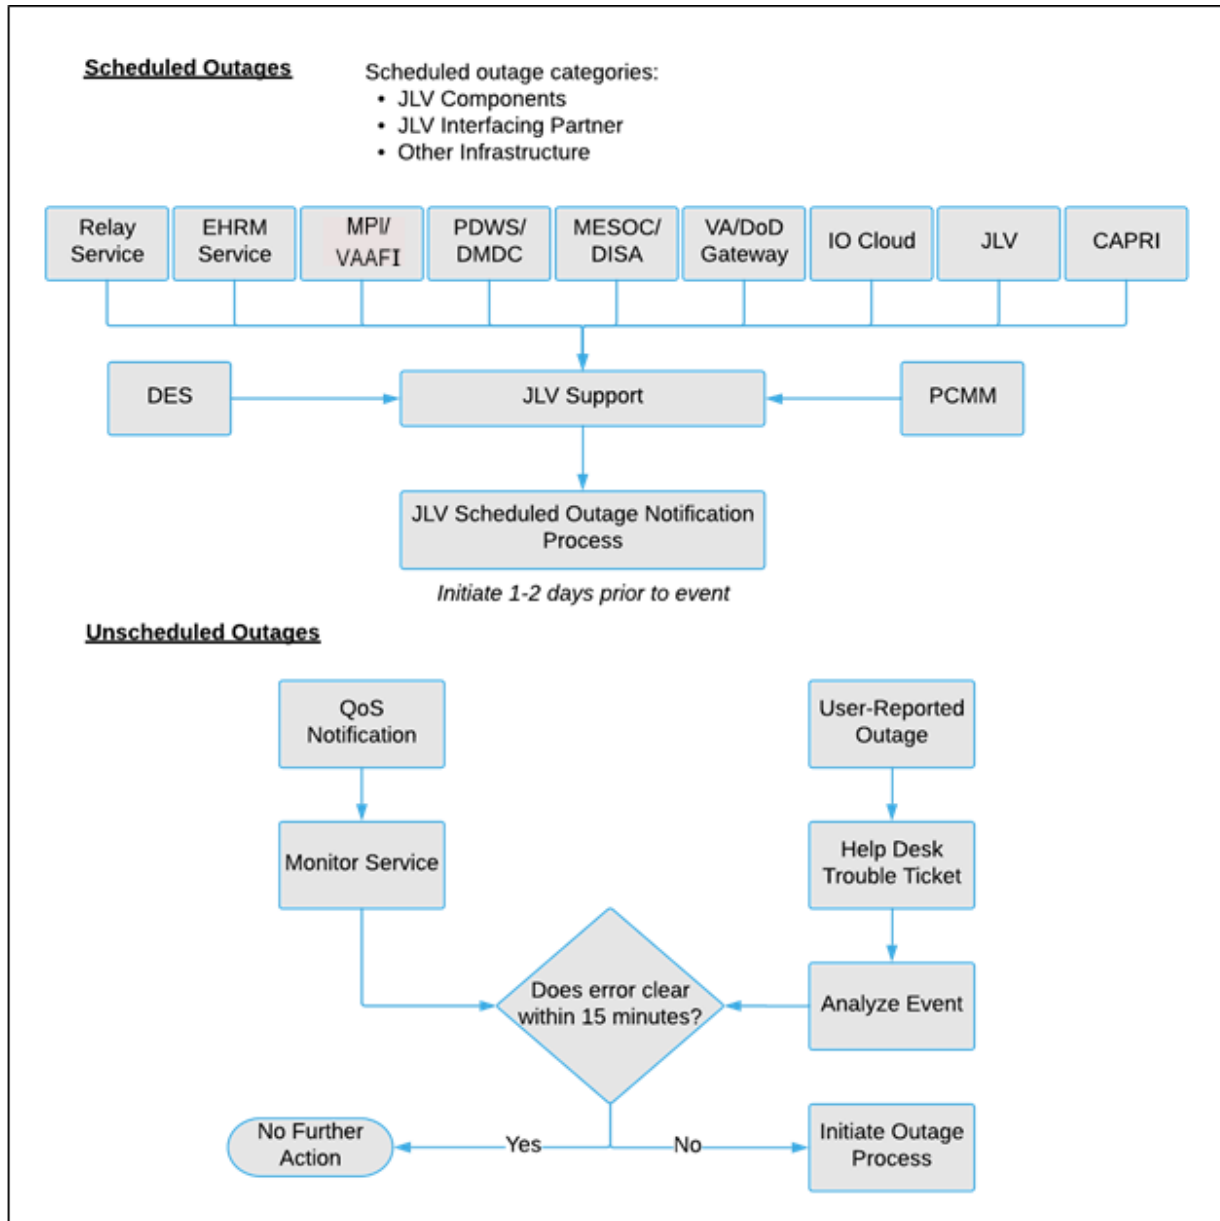 Scheduled Outages
Scheduled outage categories:
• JLV Components
• JLV Interfacing Partner
• Other Infrastructure
Relay
Service
EHRM
Service
MPI/
VAAFI
PDWS/
DMDC
MESOC/
DISA
VA/DoD
Gateway
IO Cloud
JLV
CAPRI
DES
JLV Support
PCMM
JLV Scheduled Outage Notification
Process
Initiate 1-2 days prior to event
Unscheduled Outages
QoS
Notification
User-Reported
Outage
Monitor Service
Help Desk
Trouble Ticket
Does error clear
within 15 minutes?
Analyze Event
No Further
Action
Yes
No
Initiate Outage
Process